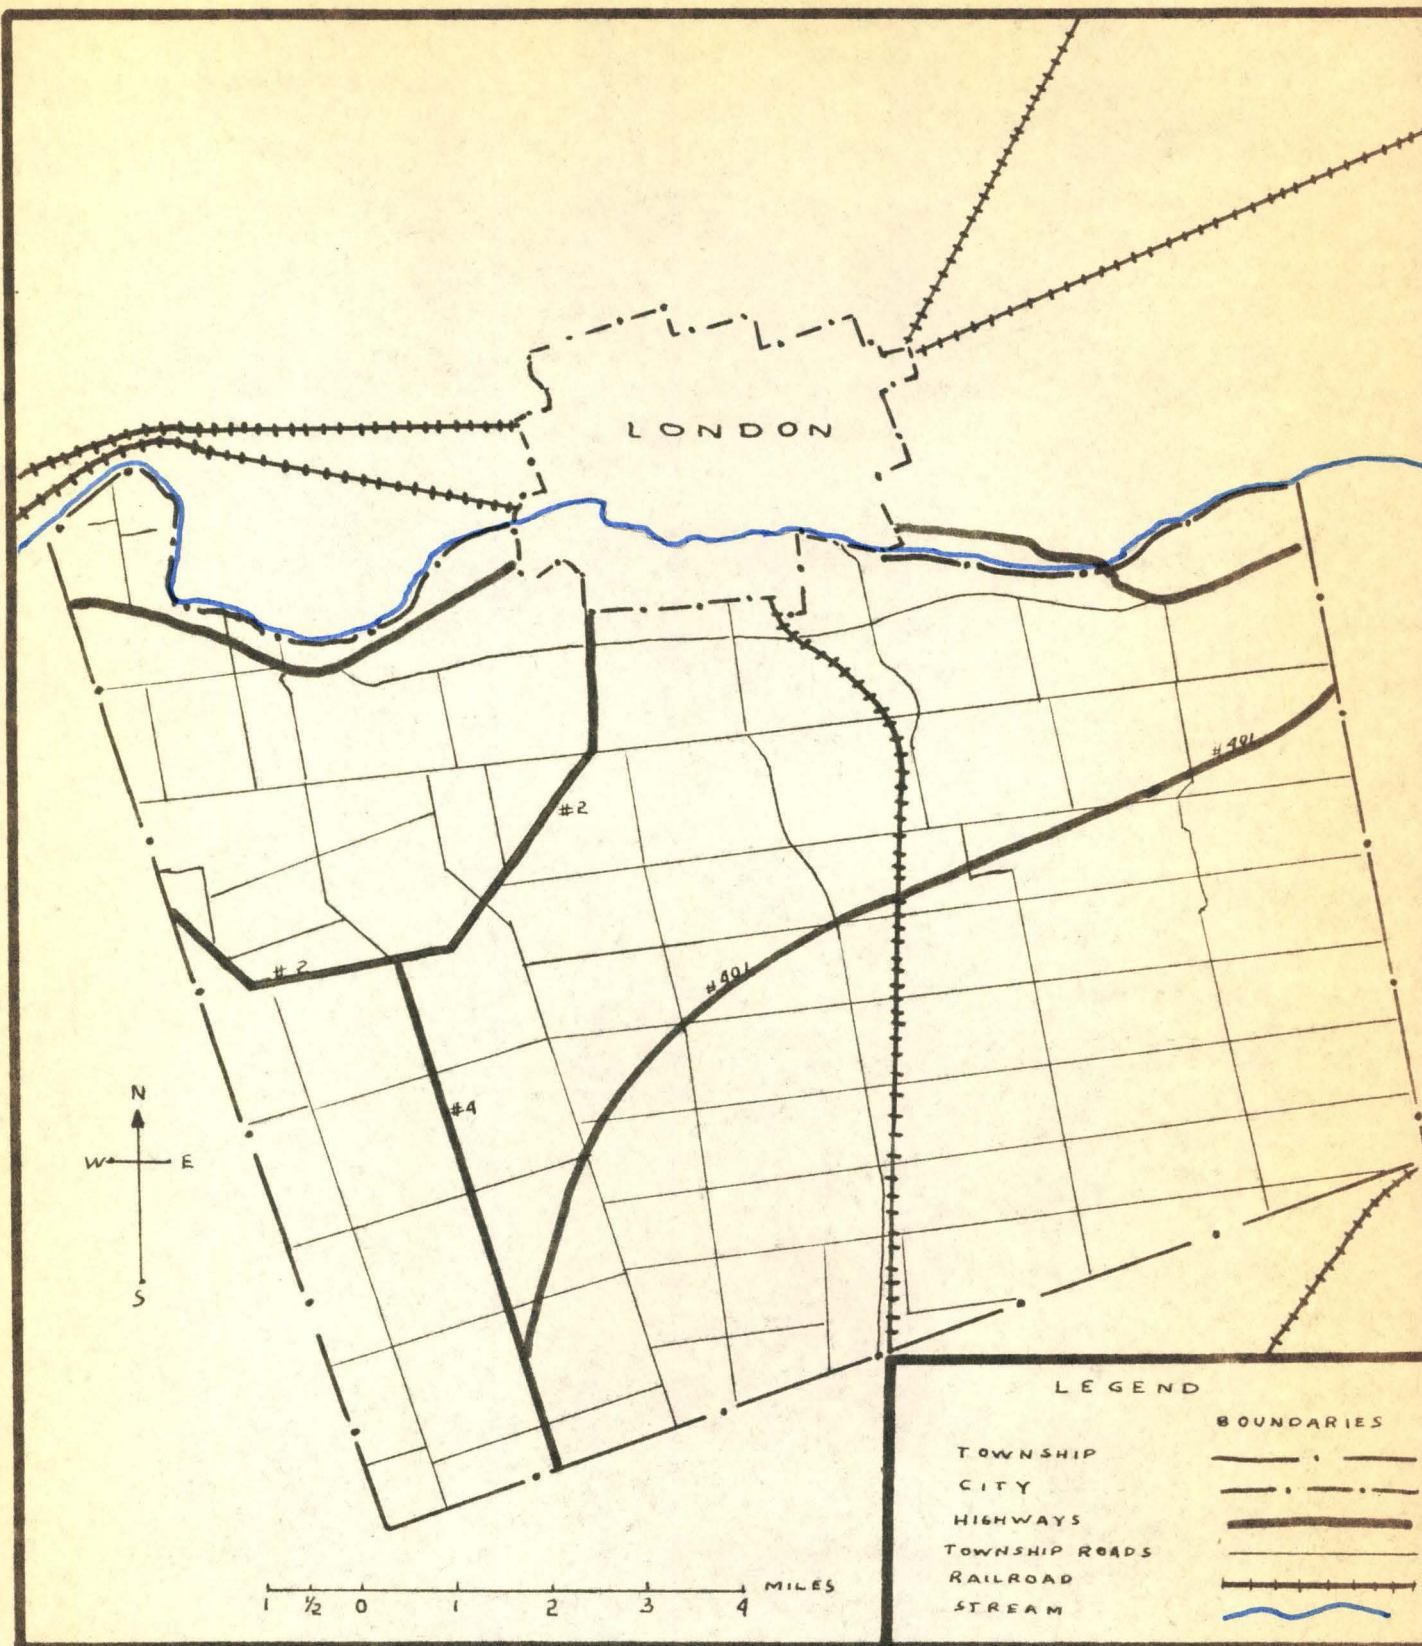 LONDON
#401
#2
#2
#401
#4
N
W E
S
LEGEND
BOUNDARIES
TOWNSHIP
CITY
HIGHWAYS
TOWNSHIP ROADS
RAILROAD
STREAM
1 ½ 0 1 2 3 4 MILES